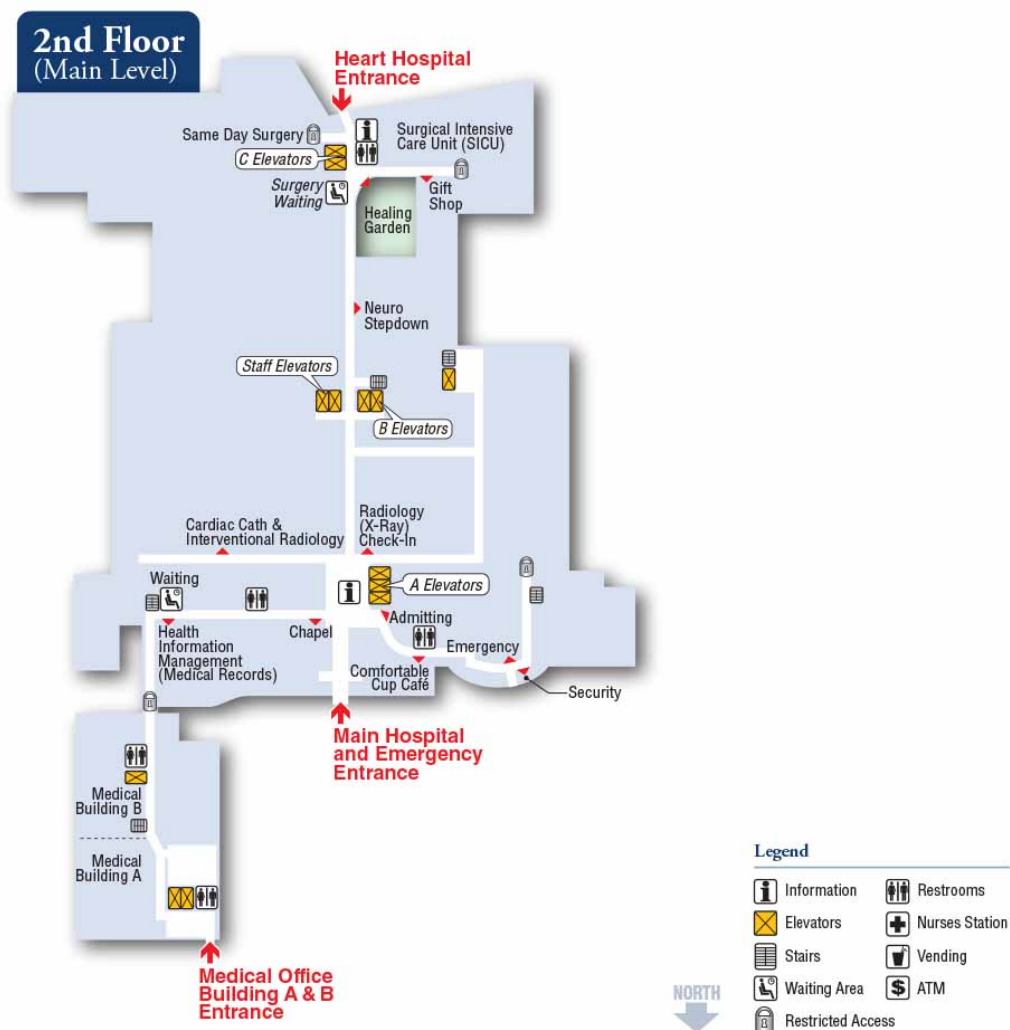 2nd Floor
(Main Level)
Heart Hospital
Entrance
Same Day Surgery
Surgical Intensive
Care Unit (SICU)
C Elevators
Surgery
Waiting
Gift
Shop
Healing
Garden
Neuro
Stepdown
Staff Elevators
B Elevators
Cardiac Cath &
Interventional Radiology
Radiology
(X-Ray)
Check-In
Waiting
A Elevators
Admitting
Health
Information
Management
(Medical Records)
Chapel
Emergency
Comfortable
Cup Café
Security
Main Hospital
and Emergency
Entrance
Medical
Building B
Medical
Building A
Medical Office
Building A & B
Entrance
NORTH
Legend
Information
Restrooms
Elevators
Nurses Station
Stairs
Vending
Waiting Area
$ ATM
Restricted Access